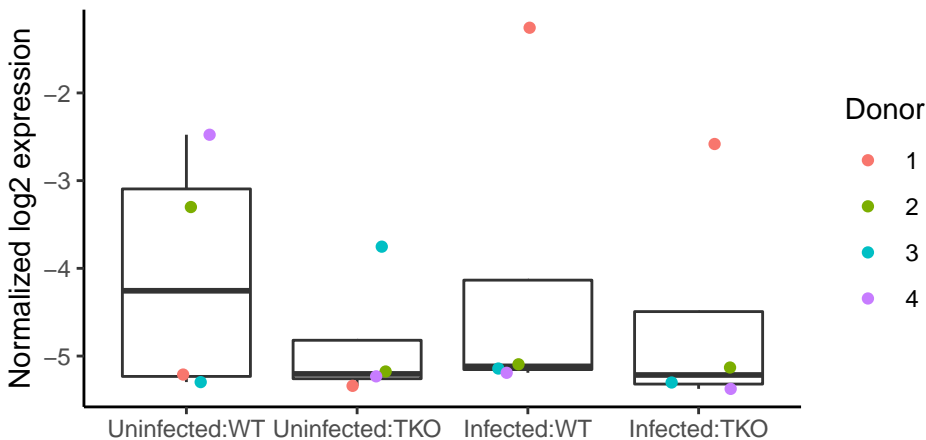 Normalized log2 expression
−2
−3
−4
−5
Uninfected:WT Uninfected:TKO Infected:WT Infected:TKO
Donor
1
2
3
4